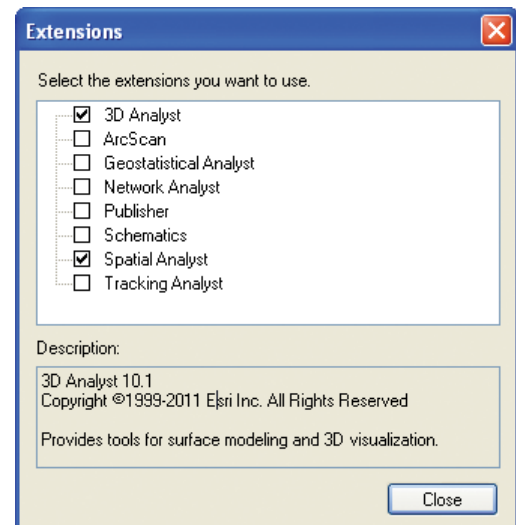 Extensions
Select the extensions you want to use.
3D Analyst
ArcScan
Geostatistical Analyst
Network Analyst
Publisher
Schematics
Spatial Analyst
Tracking Analyst
Description:
3D Analyst 10.1
Copyright ©1999-2011 Esri Inc. All Rights Reserved
Provides tools for surface modeling and 3D visualization.
Close